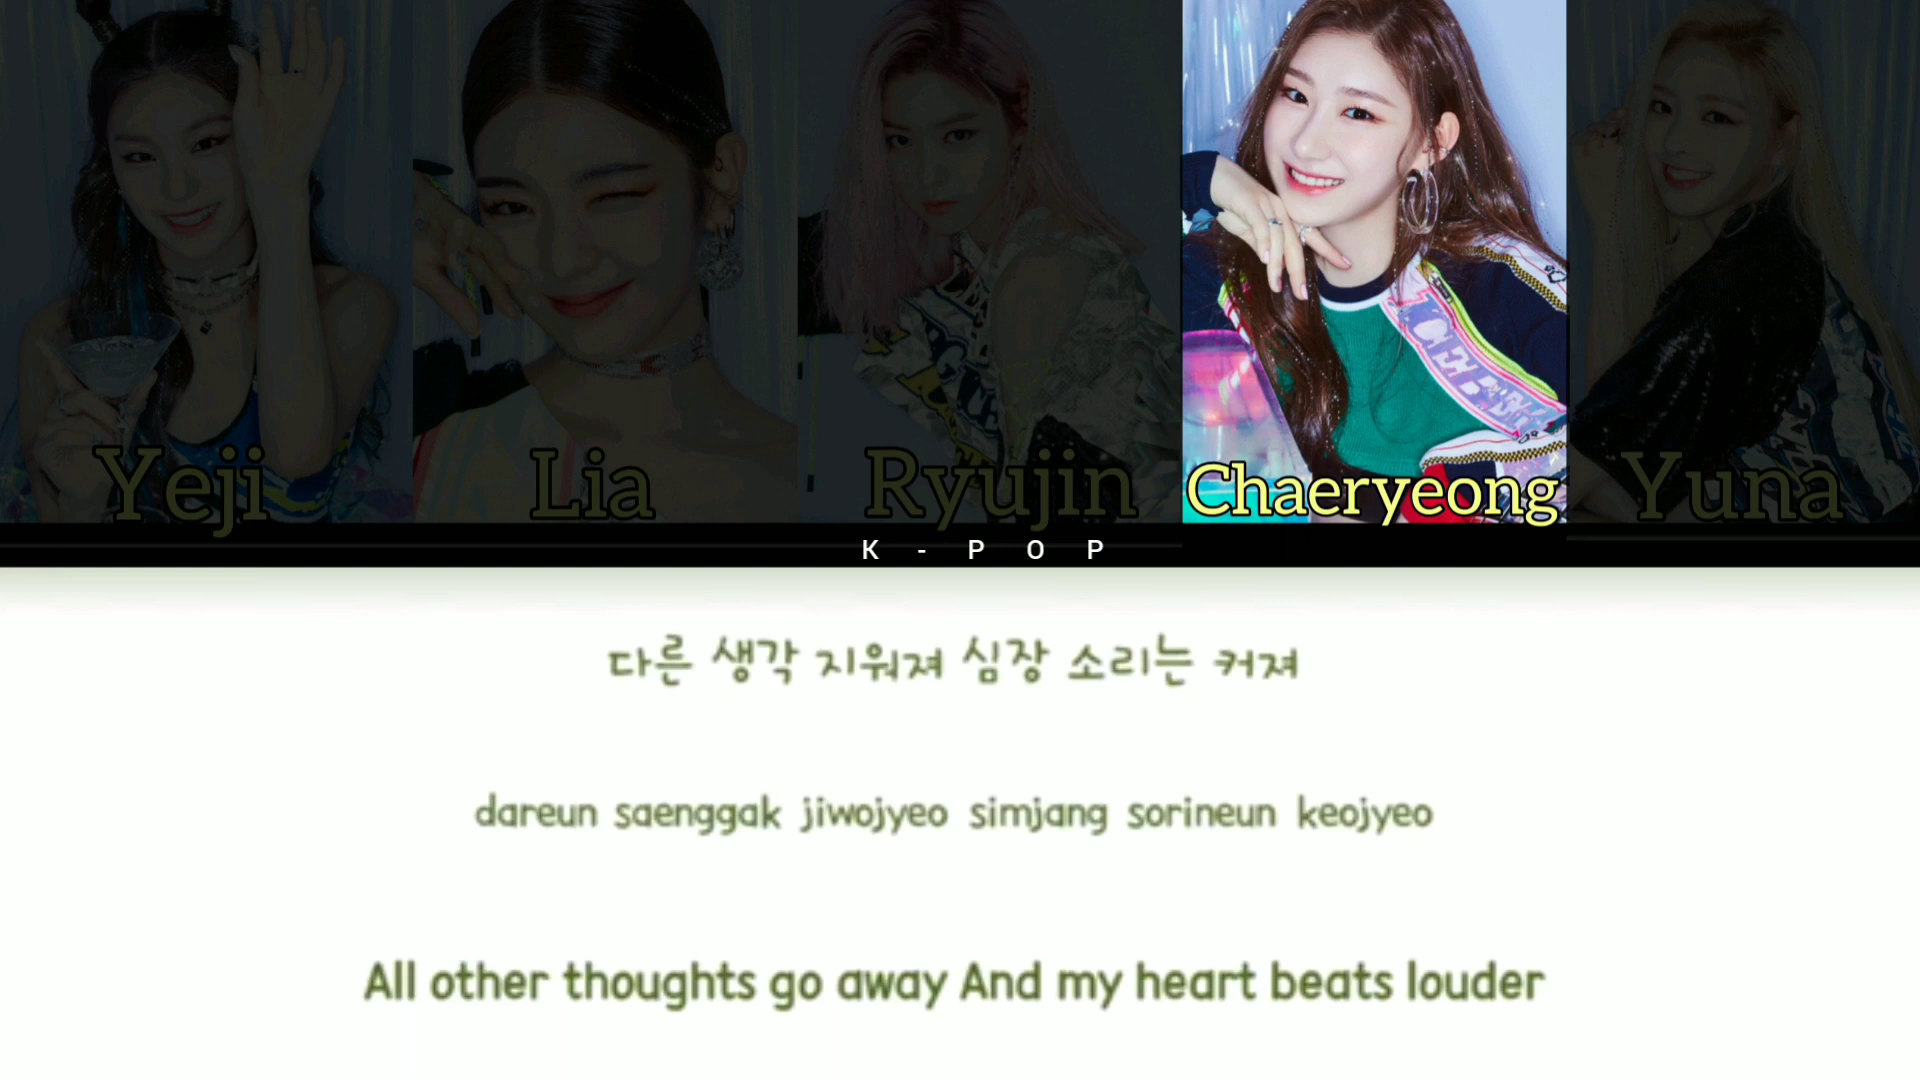 Yeji Lia Ryujin Chaeryeong Yuna
K - POP
다른 생각 지워져 심장 소리는 커져
dareun saenggak jiwojyeo simjang sorineun keojyeo
All other thoughts go away And my heart beats louder